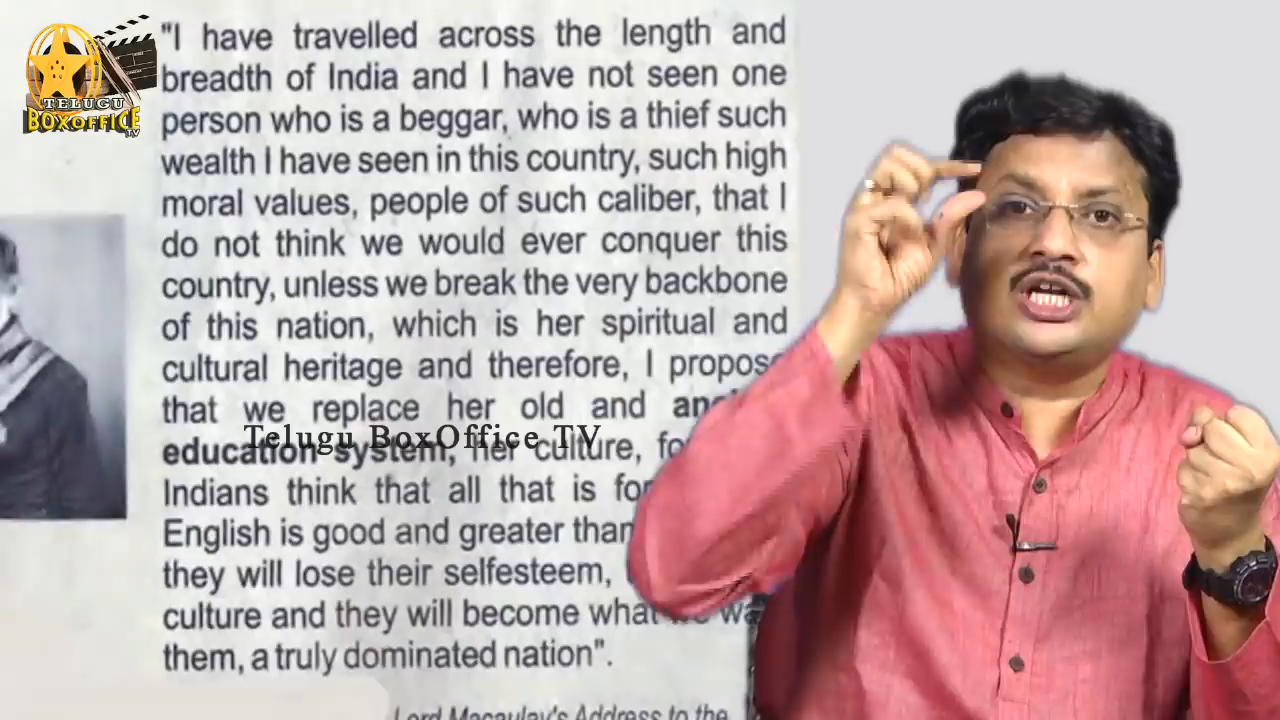 TELUGU
BOXOFFICE
TV
"I have travelled across the length and
breadth of India and I have not seen one
person who is a beggar, who is a thief such
wealth I have seen in this country, such high
moral values, people of such caliber, that I
do not think we would ever conquer this
country, unless we break the very backbone
of this nation, which is her spiritual and
cultural heritage and therefore, I propose
that we replace her old and
education system, her culture,
Telugu BoxOffice TV
Indians think that all that is
English is good and greater than
they will lose their selfesteem,
culture and they will become what we
them, a truly dominated nation".
Lord Macaulay's Address to the